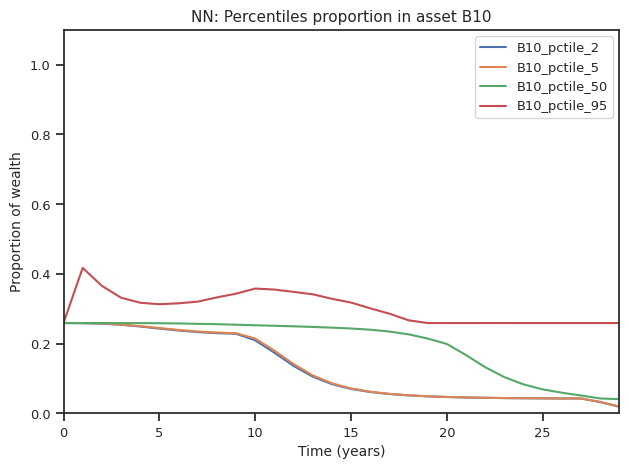 NN: Percentiles proportion in asset B10
B10_pctile_2
B10_pctile_5
B10_pctile_50
B10_pctile_95
Proportion of wealth
1.0
0.8
0.6
0.4
0.2
0.0
0 5 10 15 20 25
Time (years)